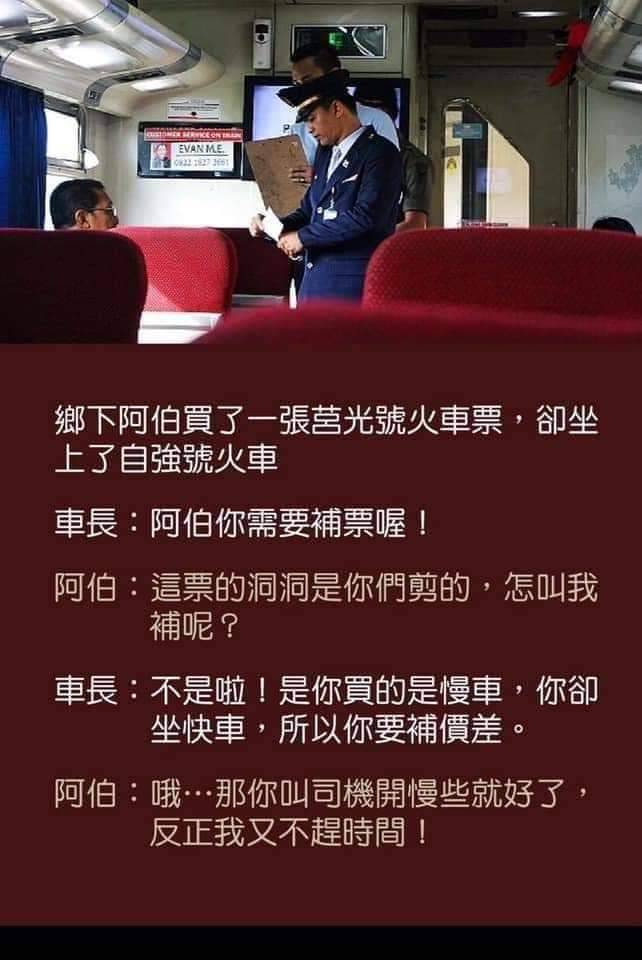 CUSTOMER SERVICE ON TRAIN
EVAN M.E.
鄉下阿伯買了一張莒光號火車票，卻坐
上了自強號火車
車長：阿伯你需要補票喔！
阿伯：這票的洞洞是你們剪的，怎叫我
補呢？
車長：不是啦！是你買的是慢車，你卻
坐快車，所以你要補價差。
阿伯：哦…那你叫司機開慢些就好了，
反正我又不趕時間！